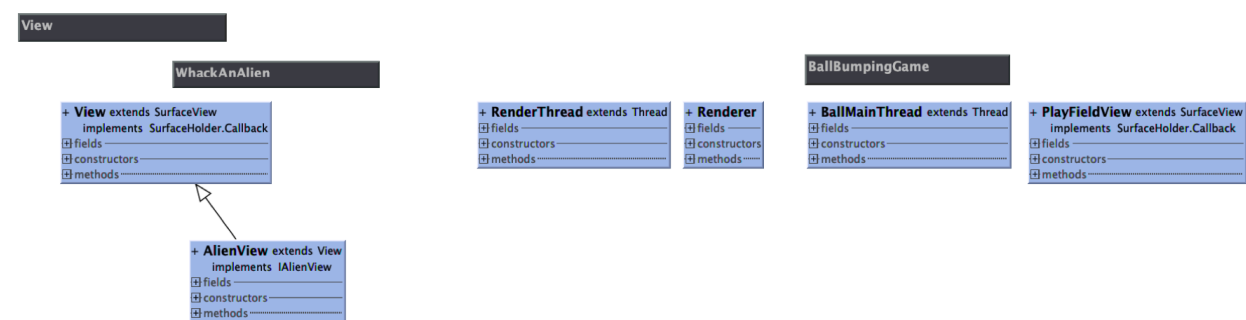 View
WhackAnAlien
BallBumpingGame
+ View extends SurfaceView
implements SurfaceHolder.Callback
fields
constructors
methods
+ RenderThread extends Thread
fields
constructors
methods
+ Renderer
fields
constructors
methods
+ BallMainThread extends Thread
fields
constructors
methods
+ PlayFieldView extends SurfaceView
implements SurfaceHolder.Callback
fields
constructors
methods
+ AlienView extends View
implements IAlienView
fields
constructors
methods